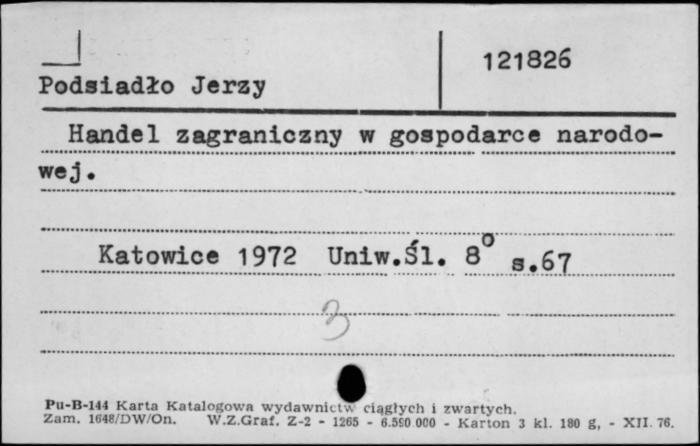 121826
Podsiadło Jerzy
Handel zagraniczny w gospodarce narodo-
wej.
Katowice 1972 Uniw.Śl. 8° s.67
3
Pu-B-144 Karta Katalogowa wydawnictw ciągłych i zwartych.
Zam. 1648/DW/On. W.Z.Graf. Z-2 - 1265 - 6.590 000 - Karton 3 kl. 180 g, - XII. 76.